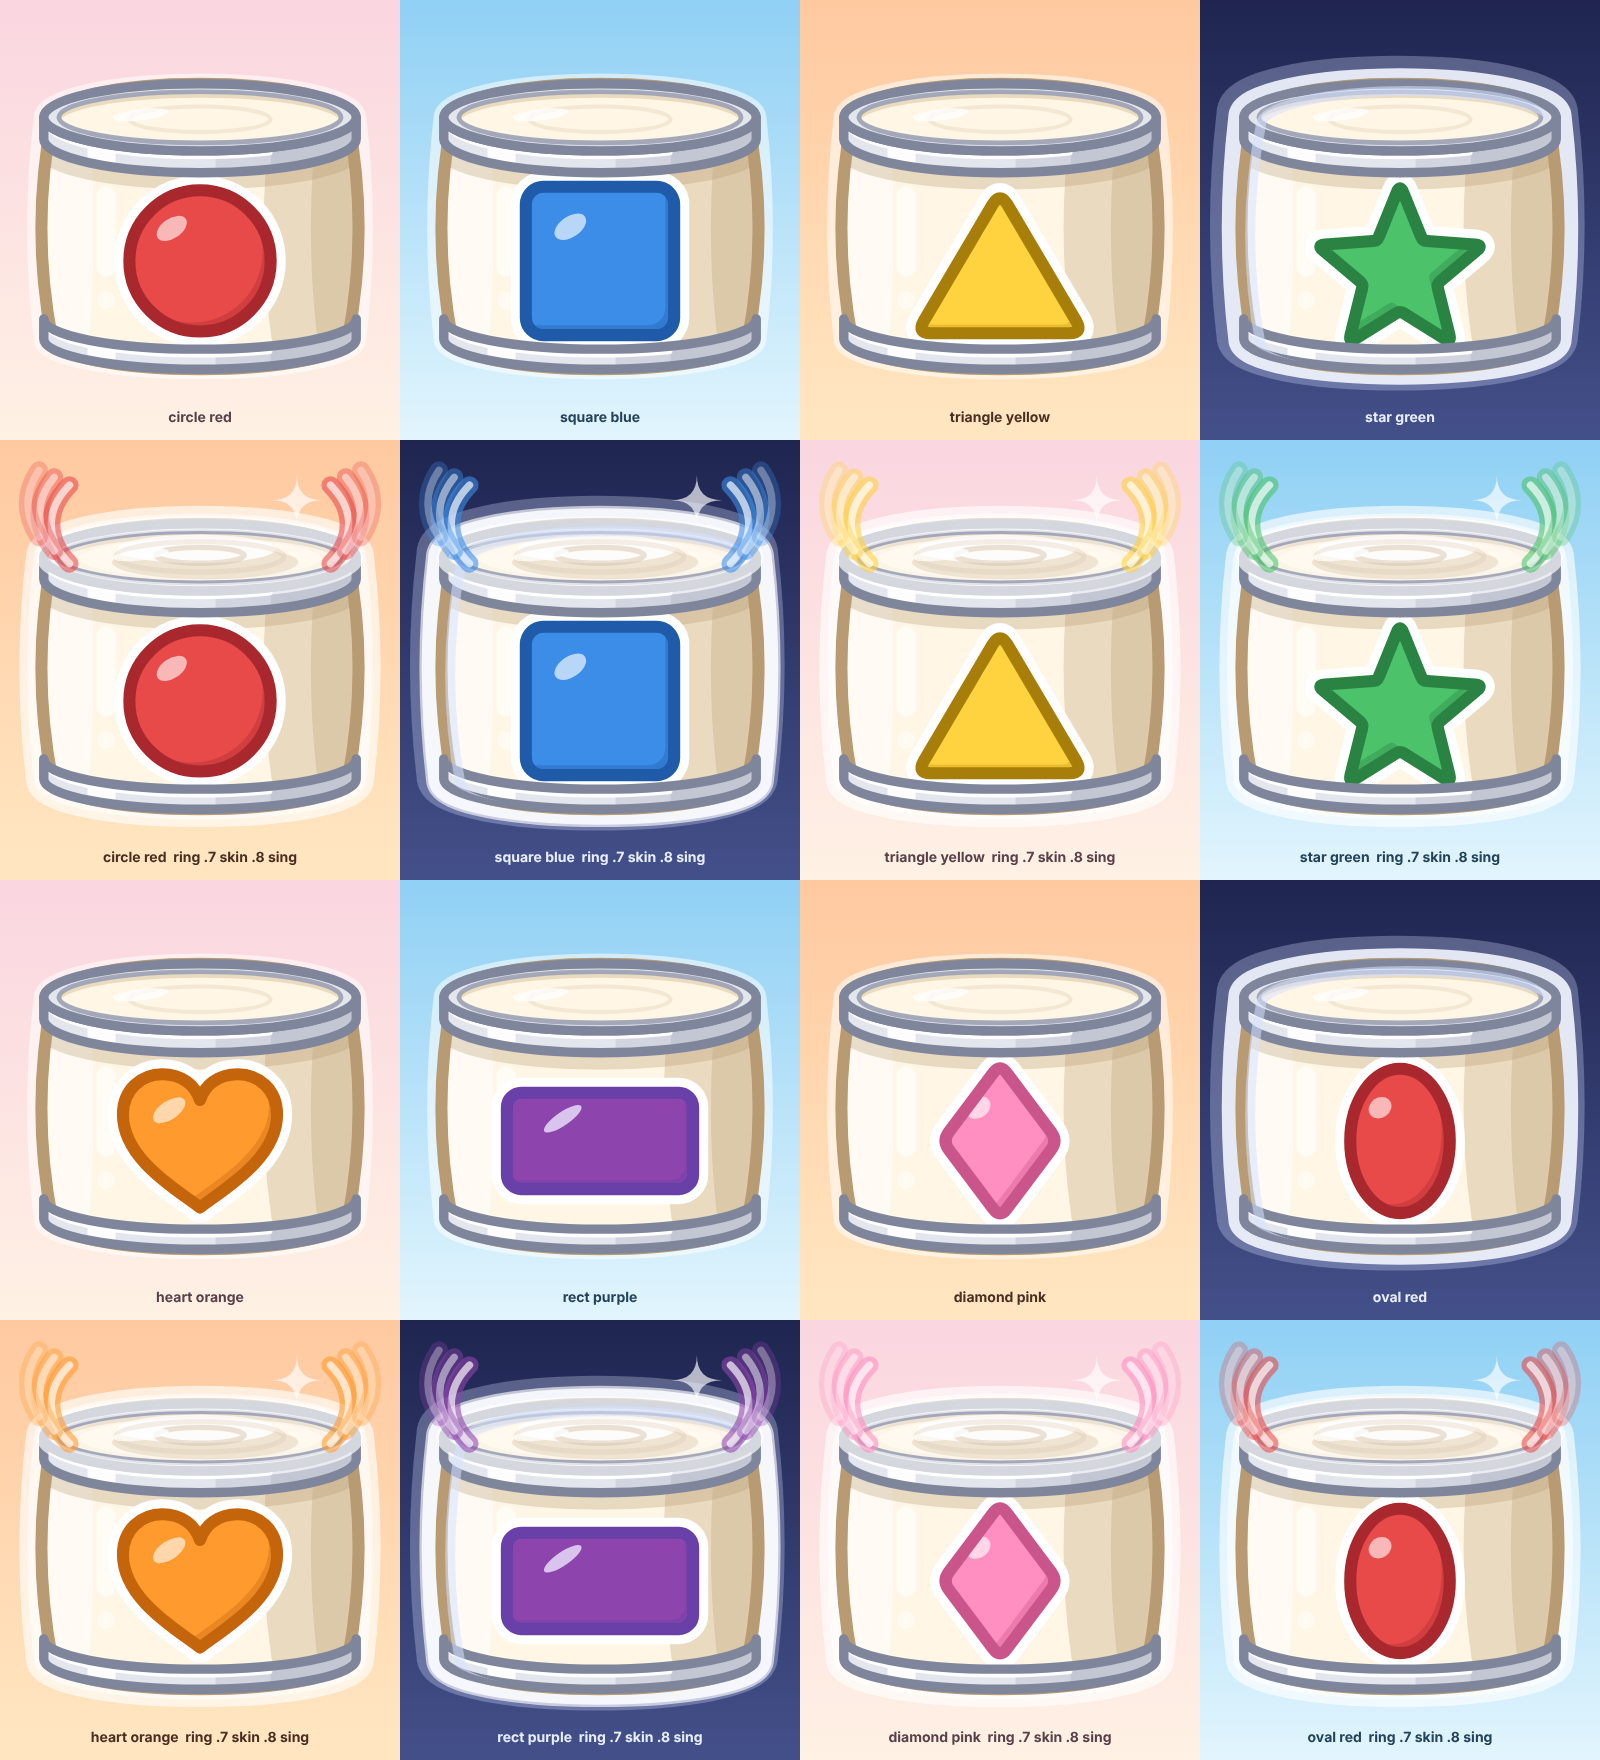 circle red
square blue
triangle yellow
star green
circle red ring .7 skin .8 sing
square blue ring .7 skin .8 sing
triangle yellow ring .7 skin .8 sing
star green ring .7 skin .8 sing
heart orange
rect purple
diamond pink
oval red
heart orange ring .7 skin .8 sing
rect purple ring .7 skin .8 sing
diamond pink ring .7 skin .8 sing
oval red ring .7 skin .8 sing